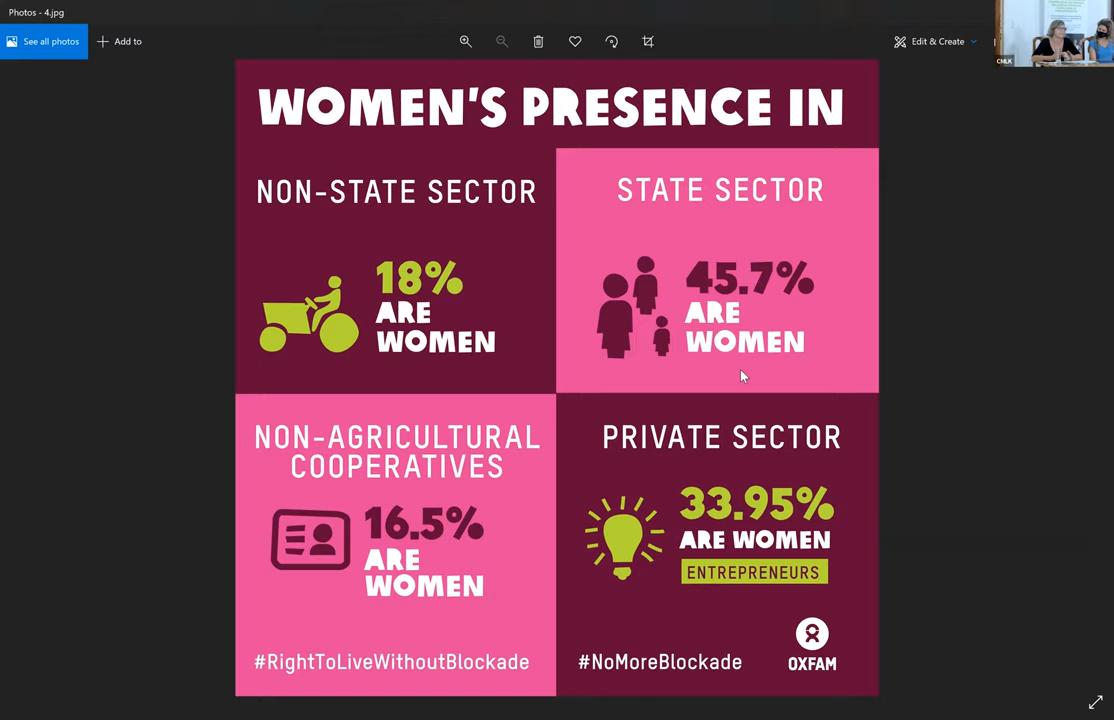 Photos - 4.jpg
See all photos
Add to
Edit & Create
CMLK
WOMEN'S PRESENCE IN
NON-STATE SECTOR
18%
ARE
WOMEN
STATE SECTOR
45.7%
ARE
WOMEN
NON-AGRICULTURAL
COOPERATIVES
16.5%
ARE
WOMEN
PRIVATE SECTOR
33.95%
ARE WOMEN
ENTREPRENEURS
#RightToLiveWithoutBlockade
#NoMoreBlockade
OXFAM